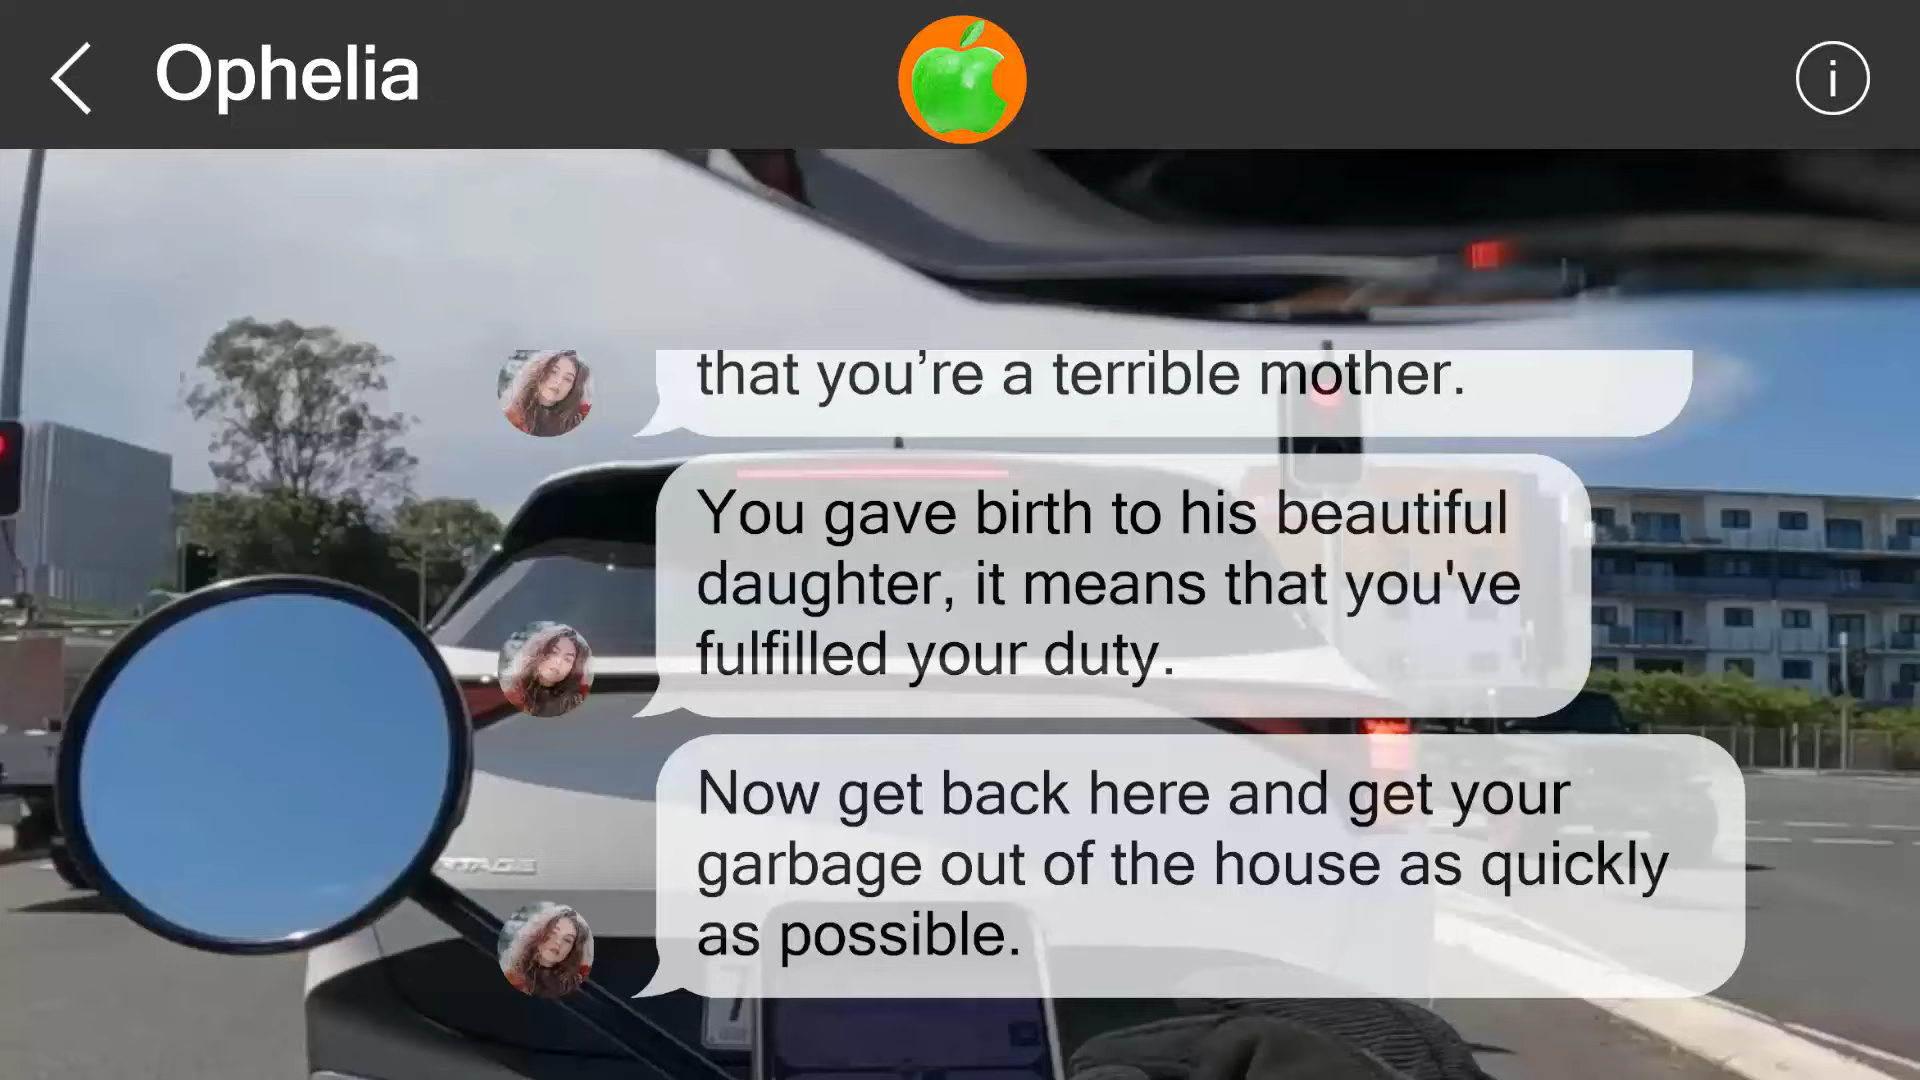 Ophelia
i
that you’re a terrible mother.
You gave birth to his beautiful
daughter, it means that you've
fulfilled your duty.
Now get back here and get your
garbage out of the house as quickly
as possible.